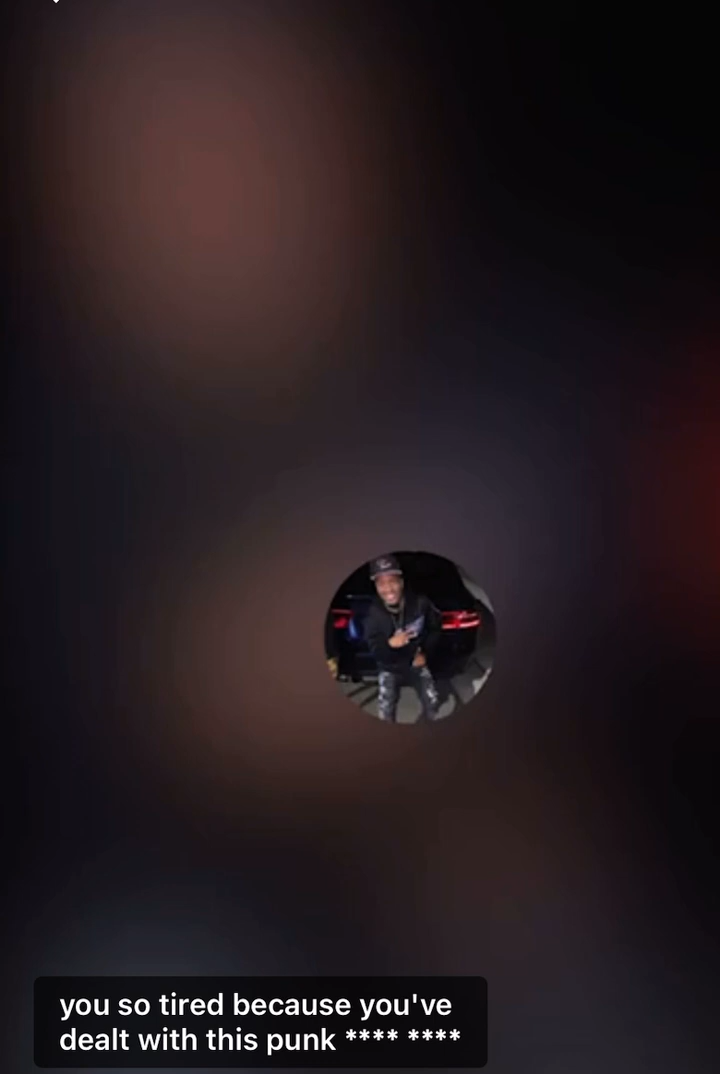 you so tired because you've
dealt with this punk **** ****